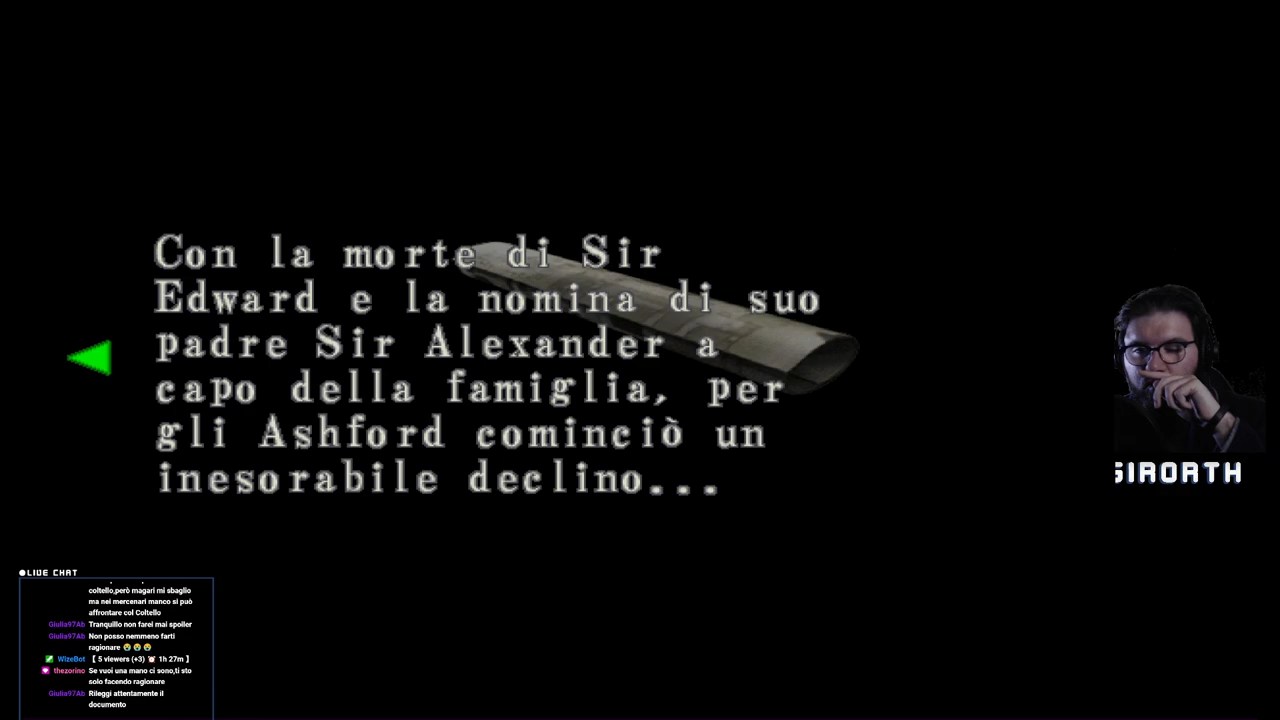 Con la morte di Sir
Edward e la nomina di suo
padre Sir Alexander a
capo della famiglia, per
gli Ashford cominciò un
inesorabile declino...
SIRORTH
LIVE CHAT
coltello,però magari mi sbaglio
ma nei mercenari manco si può
affrontare col Coltello
Giulia97Ab Tranquillo non farei mai spoiler
Giulia97Ab Non posso nemmeno farti
ragionare 😭 😭 😭
WizeBot 【 5 viewers (+3) ⏰ 1h 27m 】
thezorino Se vuoi una mano ci sono,ti sto
solo facendo ragionare
Giulia97Ab Rileggi attentamente il
documento